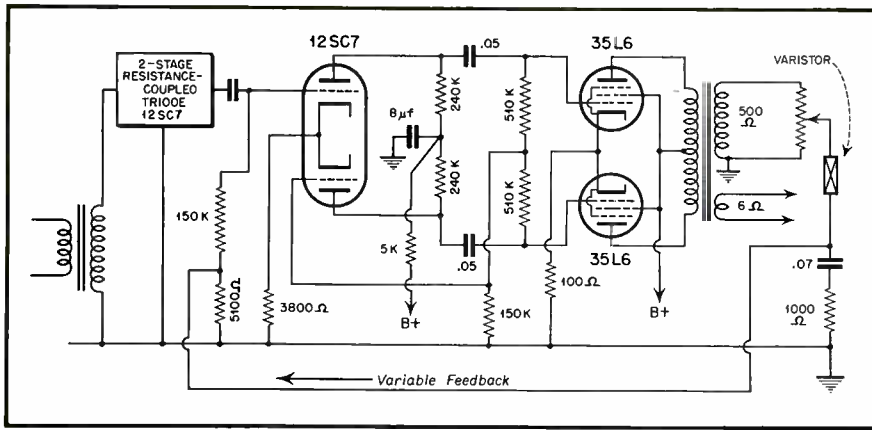 12SC7
.05
35L6
VARISTOR
2-STAGE
RESISTANCE-
COUPLED
TRIODE
12SC7
240K
510K
500
Ω
8µf
240K
510K
6Ω
150K
5K
.05
35L6
.07
5100Ω
3800Ω
B+
150K
100Ω
B+
1000
Ω
Variable Feedback